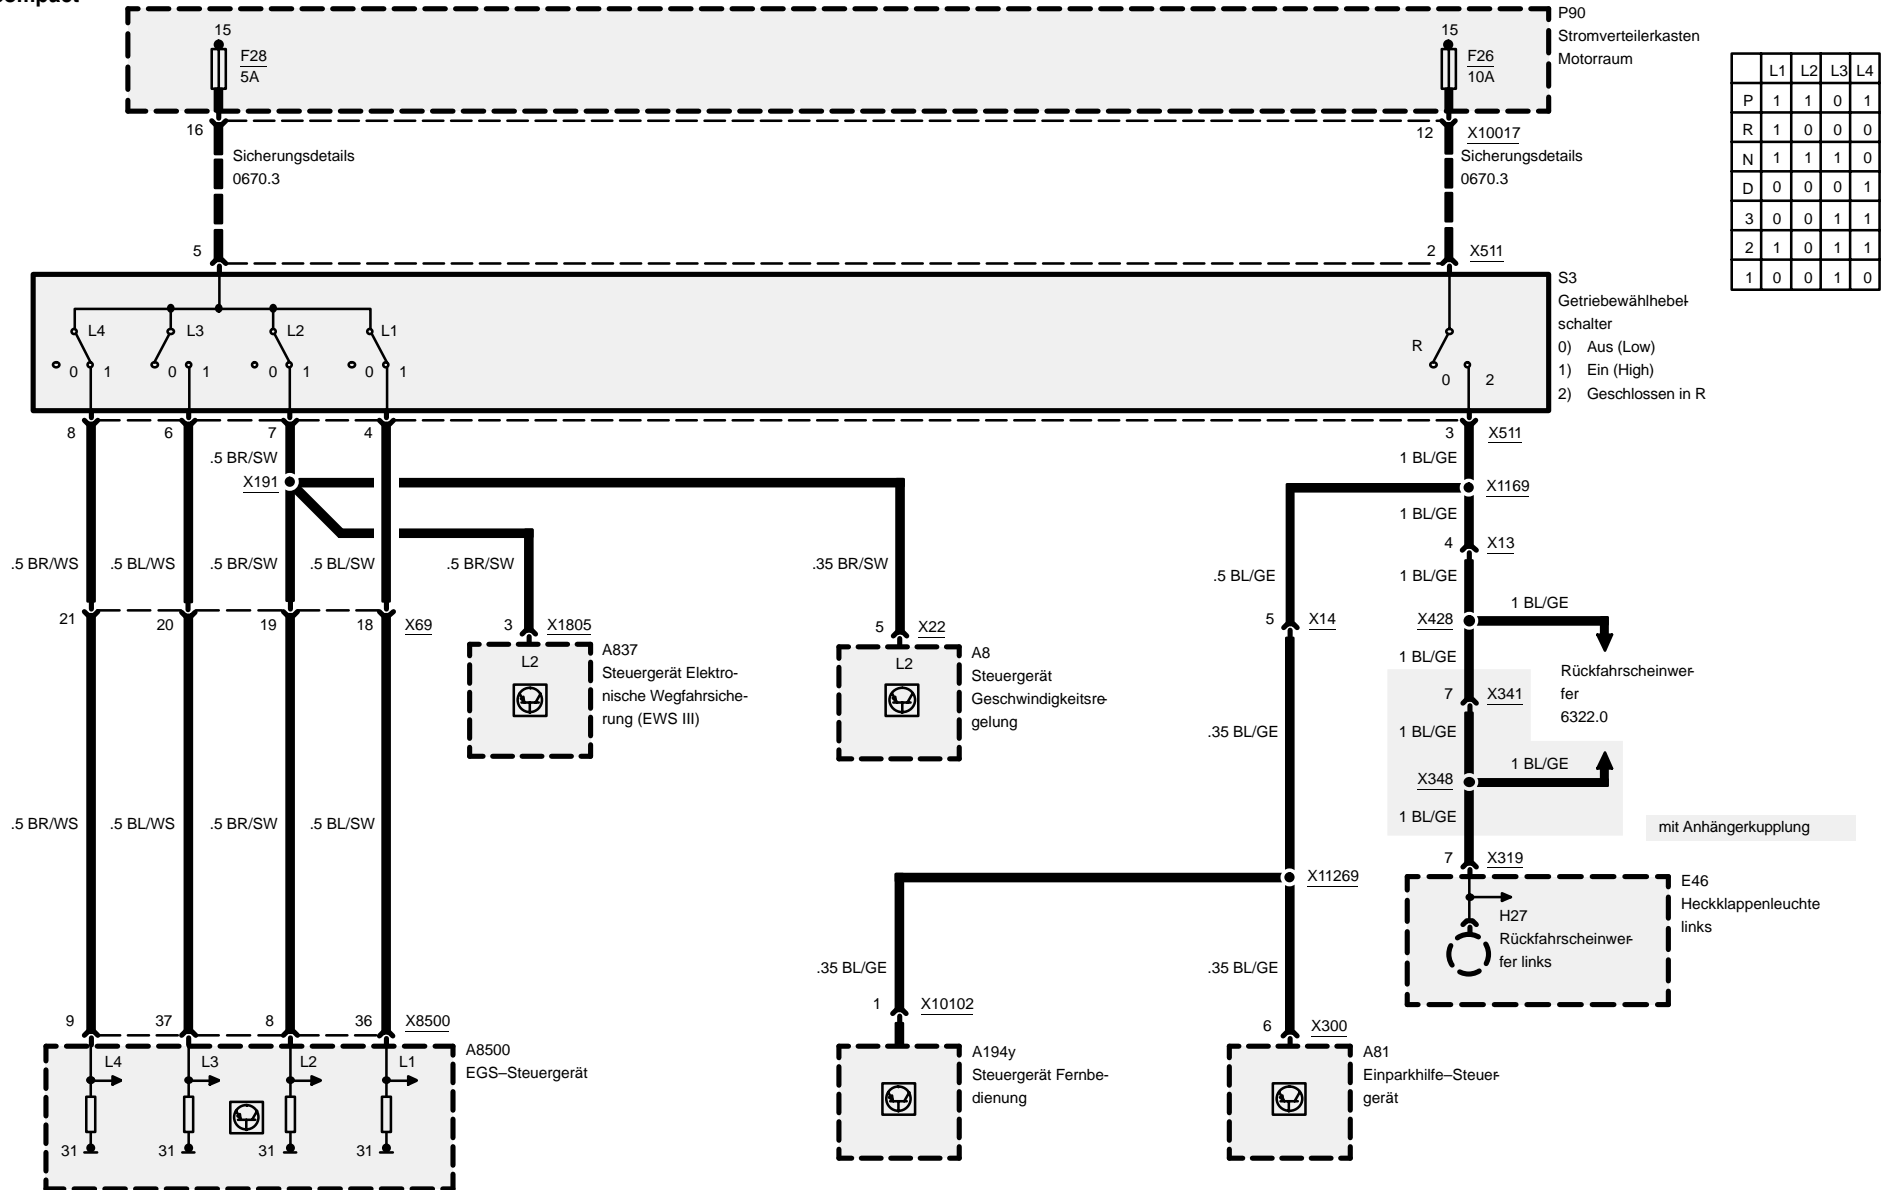 P90
Stromverteilerkasten
Motorraum
15
F28
5A
15
F26
10A
16
12 X10017
Sicherungsdetails
0670.3
Sicherungsdetails
0670.3
5
2 X511
L1 L2 L3 L4
P 1 1 0 1
R 1 0 0 0
N 1 1 1 0
D 0 0 0 1
3 0 0 1 1
2 1 0 1 1
1 0 0 1 0
S3
Getriebewählhebel-
schalter
0) Aus (Low)
1) Ein (High)
2) Geschlossen in R
L4 L3 L2 L1
0 1 0 1 0 1 0 1
R
0 2
8 6 7 4
3 X511
.5 BR/SW
X191
1 BL/GE
X1169
1 BL/GE
4 X13
.5 BR/WS .5 BL/WS .5 BR/SW .5 BL/SW .5 BR/SW .35 BR/SW
.5 BL/GE
1 BL/GE
1 BL/GE
21 20 19 18 X69
3 X1805
5 X22
5 X14
X428
L2
A837
Steuergerät Elektro-
nische Wegfahrsiche-
rung (EWS III)
L2
A8
Steuergerät
Geschwindigkeitsre-
gelung
1 BL/GE
Rückfahrscheinwer-
fer
6322.0
7 X341
.35 BL/GE
1 BL/GE
1 BL/GE
X348
1 BL/GE
mit Anhängerkupplung
.5 BR/WS .5 BL/WS .5 BR/SW .5 BL/SW
7 X319
X11269
E46
Heckklappenleuchte
links
H27
Rückfahrscheinwer-
fer links
.35 BL/GE
.35 BL/GE
1 X10102
6 X300
9 37 8 36 X8500
A8500
EGS–Steuergerät
L4 L3 L2 L1
31 31 31 31
A194y
Steuergerät Fernbe-
dienung
A81
Einparkhilfe–Steuer-
gerät